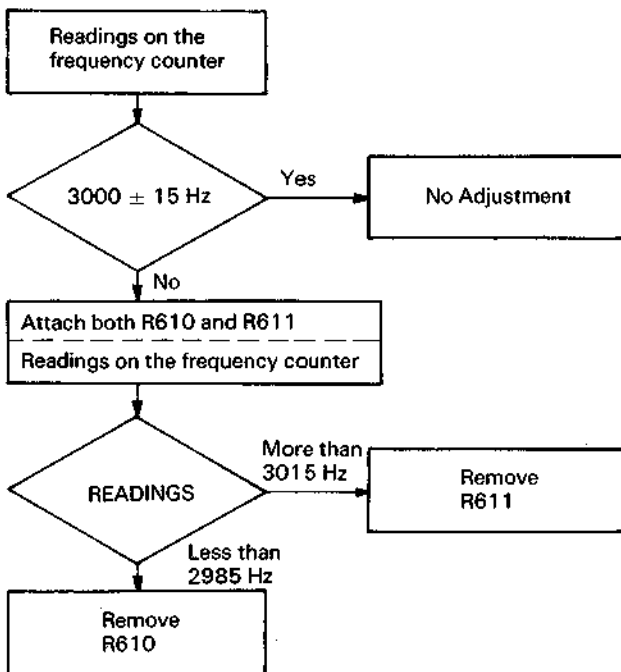 Readings on the
frequency counter
3000 ± 15 Hz
Yes
No Adjustment
No
Attach both R610 and R611
Readings on the frequency counter
READINGS
More than
3015 Hz
Remove
R611
Less than
2985 Hz
Remove
R610